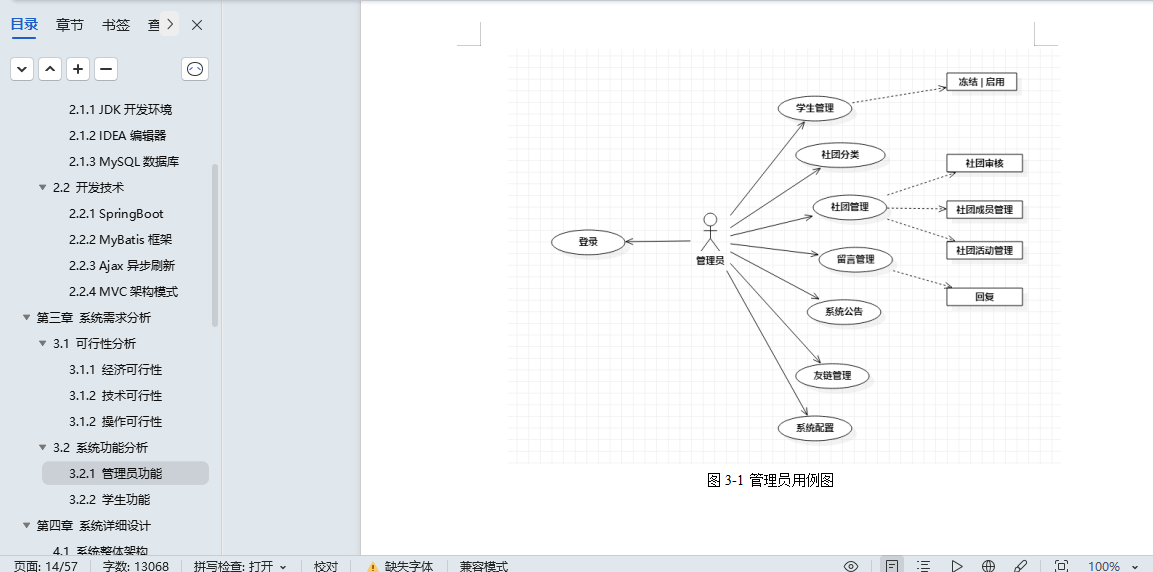 目录 章节 书签 查
2.1.1 JDK 开发环境
2.1.2 IDEA 编辑器
2.1.3 MySQL 数据库
2.2 开发技术
2.2.1 SpringBoot
2.2.2 MyBatis 框架
2.2.3 Ajax 异步刷新
2.2.4 MVC 架构模式
第三章 系统需求分析
3.1 可行性分析
3.1.1 经济可行性
3.1.2 技术可行性
3.1.2 操作可行性
3.2 系统功能分析
3.2.1 管理员功能
3.2.2 学生功能
第四章 系统详细设计
4.1 系统整体架构
冻结 | 启用
学生管理
社团分类
社团审核
社团管理
社团成员管理
登录
管理员
社团活动管理
留言管理
回复
系统公告
友链管理
系统配置
图 3-1 管理员用例图
页面: 14/57 字数: 13068 拼写检查: 打开 校对 缺失字体 兼容模式 100%